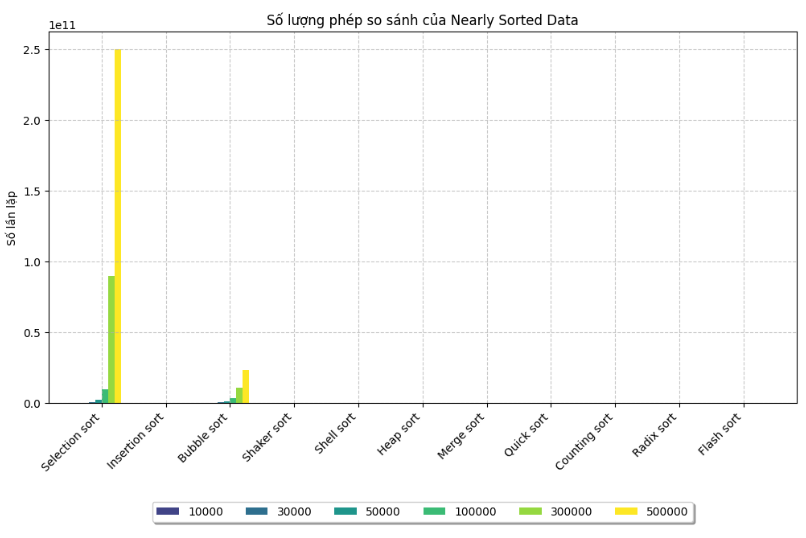 Số lượng phép so sánh của Nearly Sorted Data
1e11
2.5
2.0
1.5
1.0
0.5
0.0
Số lần lặp
Selection sort
Insertion sort
Bubble sort
Shaker sort
Shell sort
Heap sort
Merge sort
Quick sort
Counting sort
Radix sort
Flash sort
10000 30000 50000 100000 300000 500000